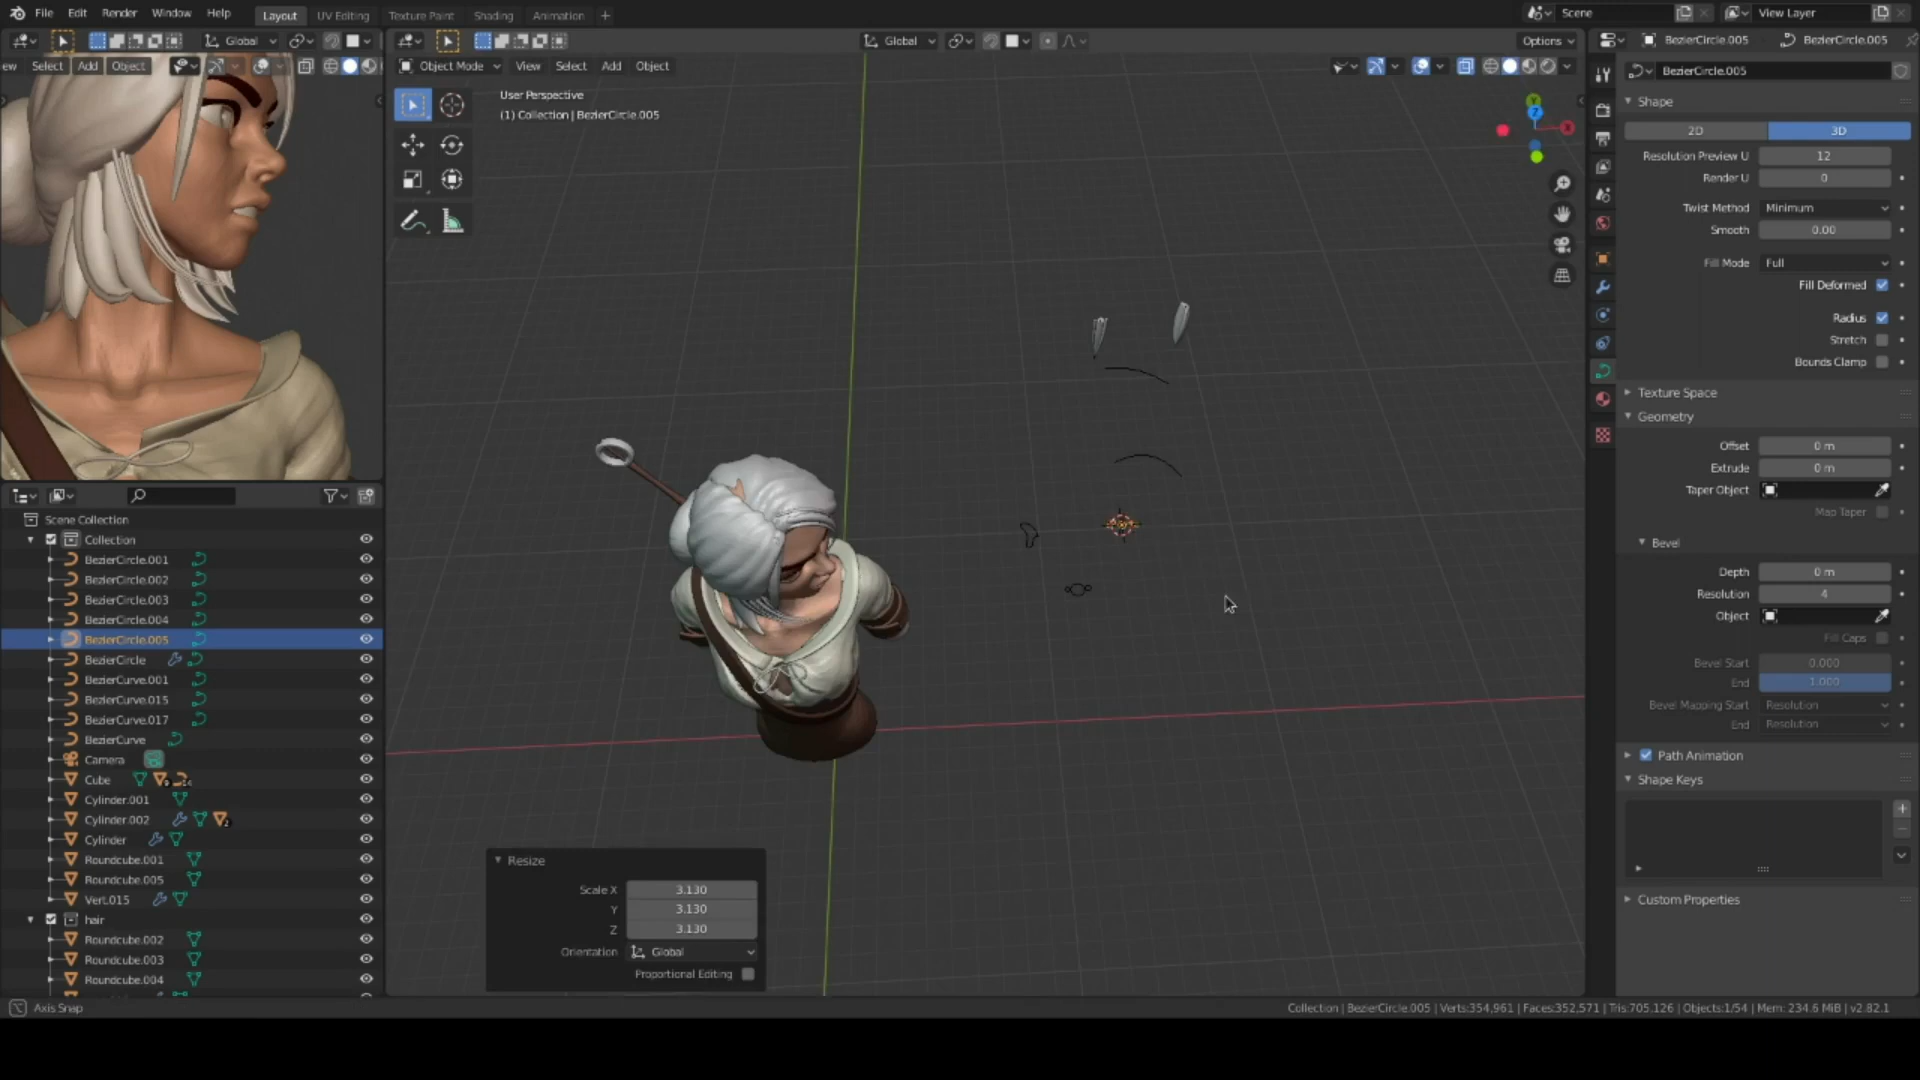 File Edit Render Window Help Layout UV Editing Texture Paint Shading Animation + Scene View Layer
Global Global Options BezierCircle.005 BezierCircle.005
ew Select Add Object Object Mode View Select Add Object BezierCircle.005
User Perspective
(1) Collection | BezierCircle.005
Shape
2D 3D
Resolution Preview U 12
Render U 0
Twist Method Minimum
Smooth 0.00
Fill Mode Full
Fill Deformed
Radius
Stretch
Bounds Clamp
Texture Space
Geometry
Offset 0 m
Extrude 0 m
Taper Object
Map Taper
Bevel
Depth 0 m
Resolution 4
Object
Fill Caps
Bevel Start 0.000
End 1.000
Bevel Mapping Start Resolution
End Resolution
Path Animation
Shape Keys
Custom Properties
Scene Collection
Collection
BezierCircle.001
BezierCircle.002
BezierCircle.003
BezierCircle.004
BezierCircle.005
BezierCircle
BezierCurve.001
BezierCurve.015
BezierCurve.017
BezierCurve
Camera
Cube
Cylinder.001
Cylinder.002
Cylinder
Roundcube.001
Roundcube.005
Vert.015
hair
Roundcube.002
Roundcube.003
Roundcube.004
Resize
Scale X 3.130
Y 3.130
Z 3.130
Orientation Global
Proportional Editing
Axis Snap
Collection | BezierCircle.005 | Verts:354,961 | Faces:352,571 | Tris:705,126 | Objects:1/54 | Mem: 234.6 MiB | v2.82.1